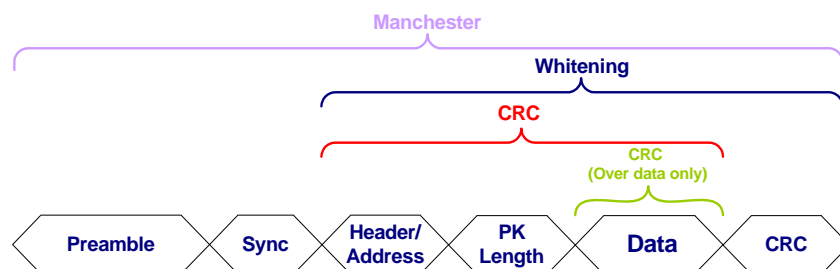 Manchester
Whitening
CRC
CRC
(Over data only)
Preamble
Sync
Header/
Address
PK
Length
Data
CRC